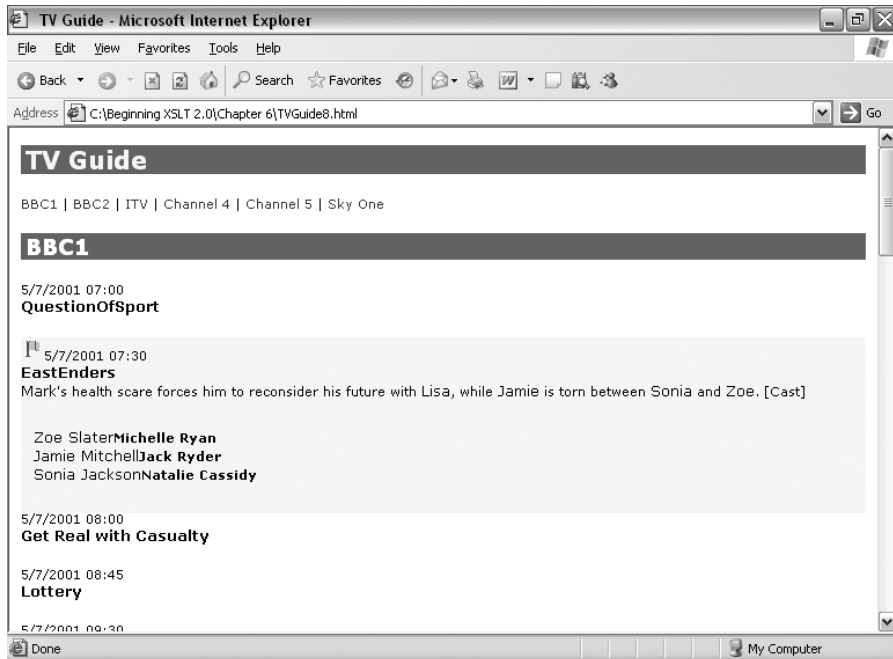 TV Guide - Microsoft Internet Explorer
File Edit View Favorites Tools Help
Back Search Favorites
Address C:\Beginning XSLT 2.0\Chapter 6\TVGuide8.html Go
TV Guide
BBC1 | BBC2 | ITV | Channel 4 | Channel 5 | Sky One
BBC1
5/7/2001 07:00
QuestionOfSport
5/7/2001 07:30
EastEnders
Mark's health scare forces him to reconsider his future with Lisa, while Jamie is torn between Sonia and Zoe. [Cast]
Zoe SlaterMichelle Ryan
Jamie MitchellJack Ryder
Sonia JacksonNatalie Cassidy
5/7/2001 08:00
Get Real with Casualty
5/7/2001 08:45
Lottery
5/7/2001 09:30
Done My Computer